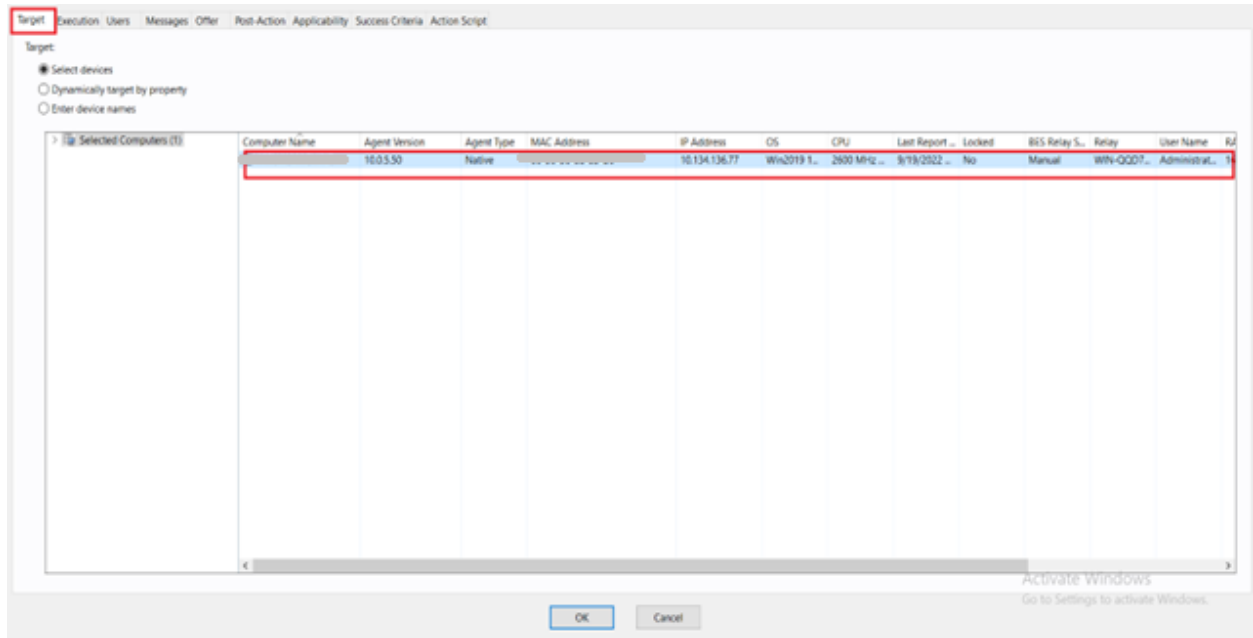 Target Execution Users Messages Offer Post-Action Applicability Success Criteria Action Script
Target:
Select devices
Dynamically target by property
Enter device names
Selected Computers (1)
Computer Name Agent Version Agent Type MAC Address IP Address OS CPU Last Report ... Locked BES Relay S... Relay User Name RA
10.0.5.50 Native 10.134.136.77 Win2019 1... 2600 MHz ... 9/19/2022 ... No Manual WIN-QQD7... Administrat...
Activate Windows
Go to Settings to activate Windows.
OK Cancel